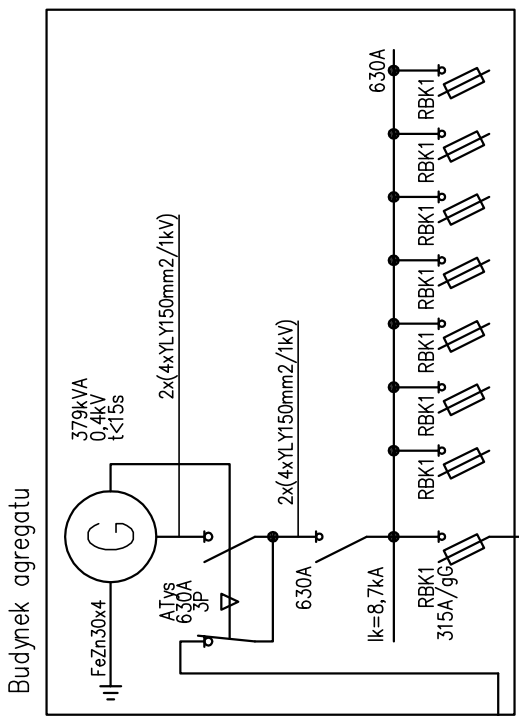 Budynek agregatu
379kVA
0,4kV
t<15s
G
FeZn30x4
2x(4xYLY150mm2/1kV)
ATys
630A
3P
2x(4xYLY150mm2/1kV)
630A
630A
Ik=8,7kA
RBK1
315A/gG
RBK1
RBK1
RBK1
RBK1
RBK1
RBK1
RBK1